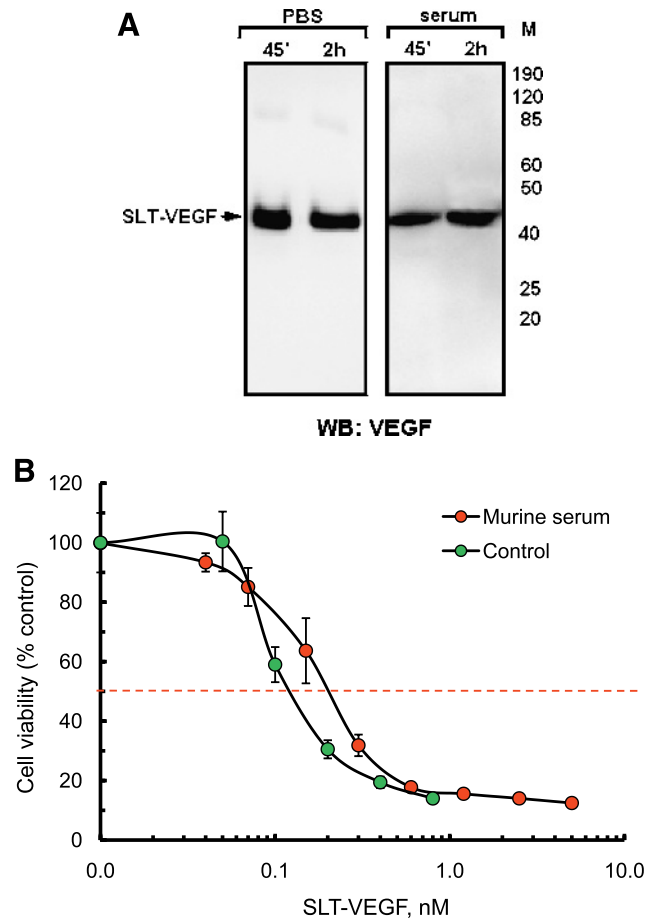 A
PBS serum
45' 2h 45' 2h M
190
120
85
60
50
SLT-VEGF
40
25
20
WB: VEGF
B
120
100
80
60
40
20
0
Cell viability (% control)
Murine serum
Control
0.0 0.1 1.0 10.0
SLT-VEGF, nM